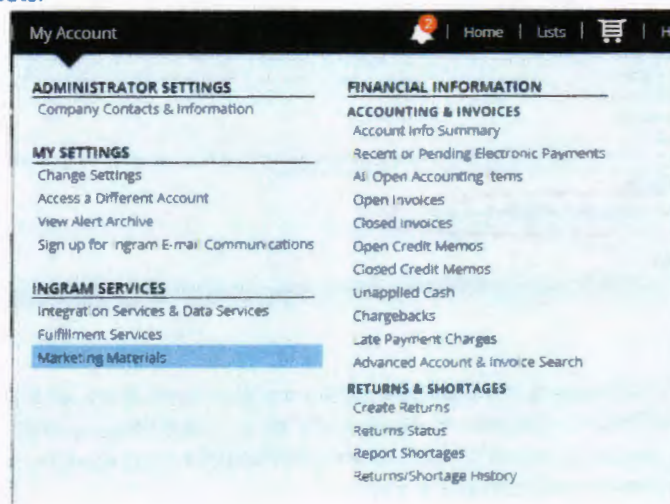 My Account
2 | Home | Lists | | H
ADMINISTRATOR SETTINGS
Company Contacts & Information
MY SETTINGS
Change Settings
Access a Different Account
View Alert Archive
Sign up for Ingram E-mail Communications
INGRAM SERVICES
Integration Services & Data Services
Fulfillment Services
Marketing Materials
FINANCIAL INFORMATION
ACCOUNTING & INVOICES
Account Info Summary
Recent or Pending Electronic Payments
All Open Accounting Items
Open Invoices
Closed Invoices
Open Credit Memos
Closed Credit Memos
Unapplied Cash
Chargebacks
Late Payment Charges
Advanced Account & Invoice Search
RETURNS & SHORTAGES
Create Returns
Returns Status
Report Shortages
Returns/Shortage History